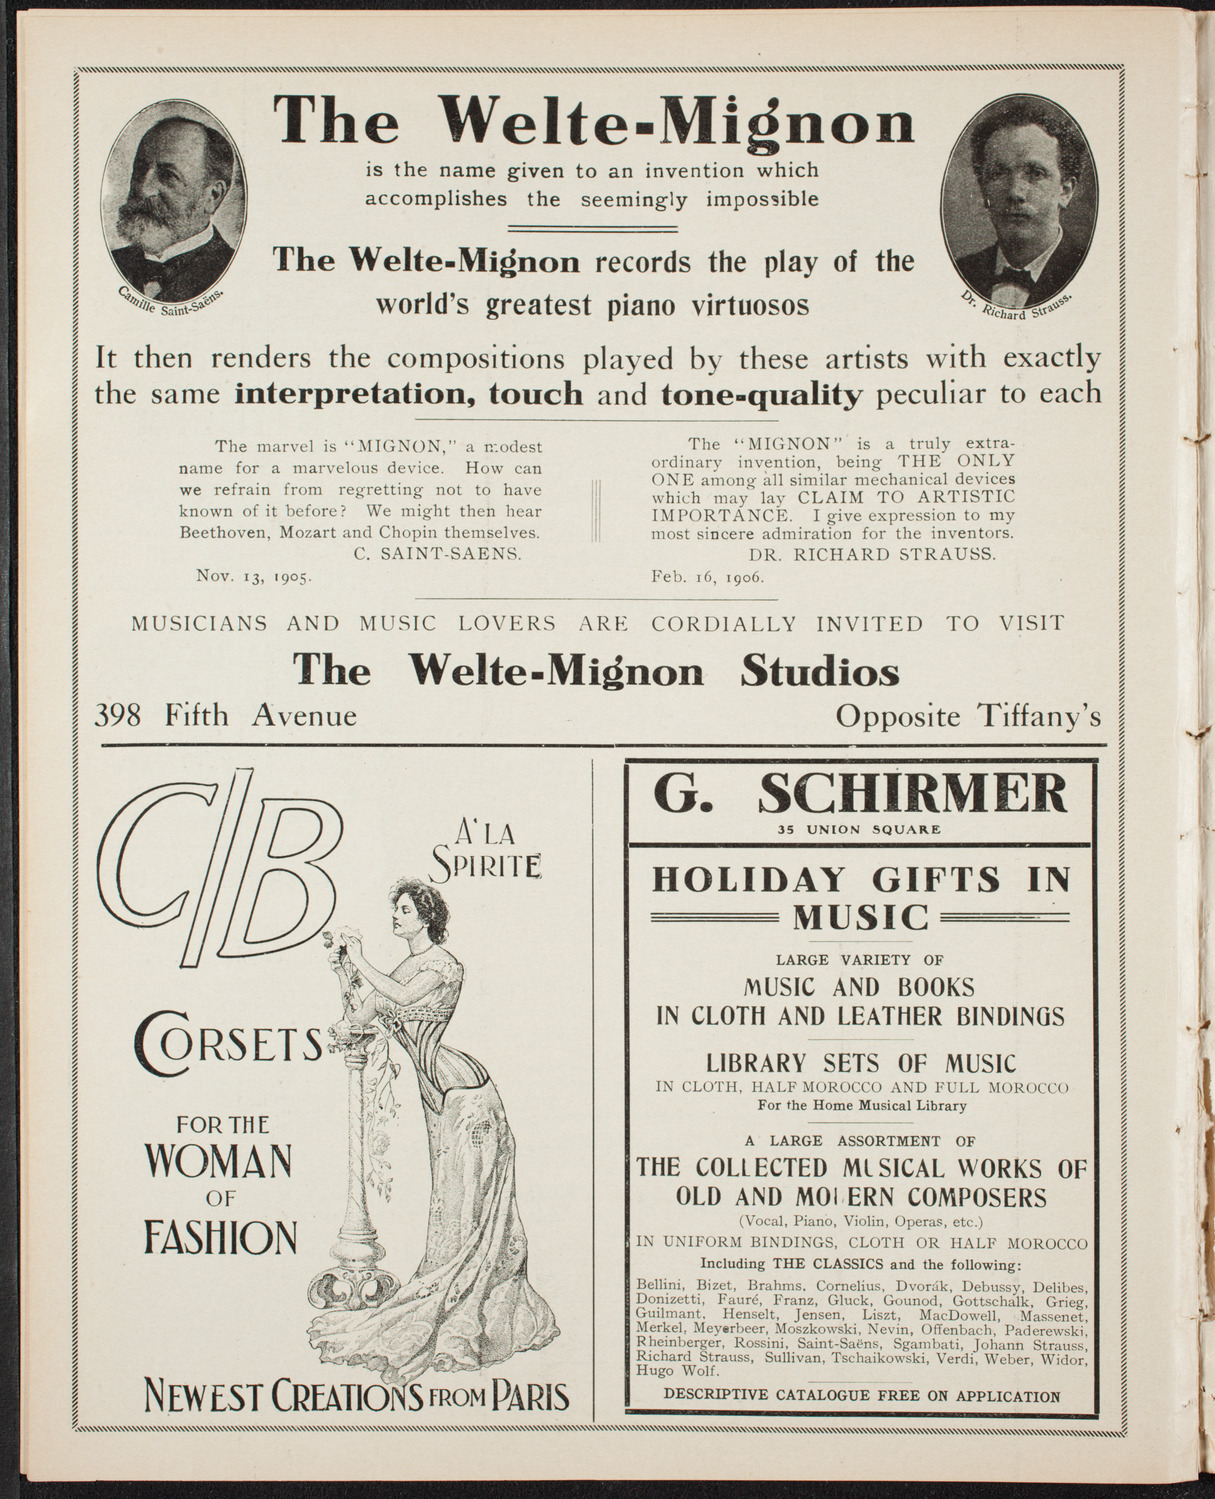 The Welte-Mignon
is the name given to an invention which
accomplishes the seemingly impossible
The Welte-Mignon records the play of the
world's greatest piano virtuosos
Camille Saint-Saëns.
Dr. Richard Strauss.
It then renders the compositions played by these artists with exactly
the same interpretation, touch and tone-quality peculiar to each
The marvel is "MIGNON," a modest
name for a marvelous device. How can
we refrain from regretting not to have
known of it before? We might then hear
Beethoven, Mozart and Chopin themselves.
C. SAINT-SAENS.
Nov. 13, 1905.
The "MIGNON" is a truly extra-
ordinary invention, being THE ONLY
ONE among all similar mechanical devices
which may lay CLAIM TO ARTISTIC
IMPORTANCE. I give expression to my
most sincere admiration for the inventors.
DR. RICHARD STRAUSS.
Feb. 16, 1906.
MUSICIANS AND MUSIC LOVERS ARE CORDIALLY INVITED TO VISIT
The Welte-Mignon Studios
398 Fifth Avenue Opposite Tiffany's
C/B
A' LA
SPIRITE
CORSETS
FOR THE
WOMAN
OF
FASHION
NEWEST CREATIONS FROM PARIS
G. SCHIRMER
35 UNION SQUARE
HOLIDAY GIFTS IN
MUSIC
LARGE VARIETY OF
MUSIC AND BOOKS
IN CLOTH AND LEATHER BINDINGS
LIBRARY SETS OF MUSIC
IN CLOTH, HALF MOROCCO AND FULL MOROCCO
For the Home Musical Library
A LARGE ASSORTMENT OF
THE COLLECTED MUSICAL WORKS OF
OLD AND MODERN COMPOSERS
(Vocal, Piano, Violin, Operas, etc.)
IN UNIFORM BINDINGS, CLOTH OR HALF MOROCCO
Including THE CLASSICS and the following:
Bellini, Bizet, Brahms. Cornelius, Dvorák, Debussy, Delibes,
Donizetti, Fauré, Franz, Gluck, Gounod, Gottschalk, Grieg,
Guilmant, Henselt, Jensen, Liszt, MacDowell, Massenet,
Merkel, Meyerbeer, Moszkowski, Nevin, Offenbach, Paderewski,
Rheinberger, Rossini, Saint-Saëns, Sgambati, Johann Strauss,
Richard Strauss, Sullivan, Tschaikowski, Verdi, Weber, Widor,
Hugo Wolf.
DESCRIPTIVE CATALOGUE FREE ON APPLICATION